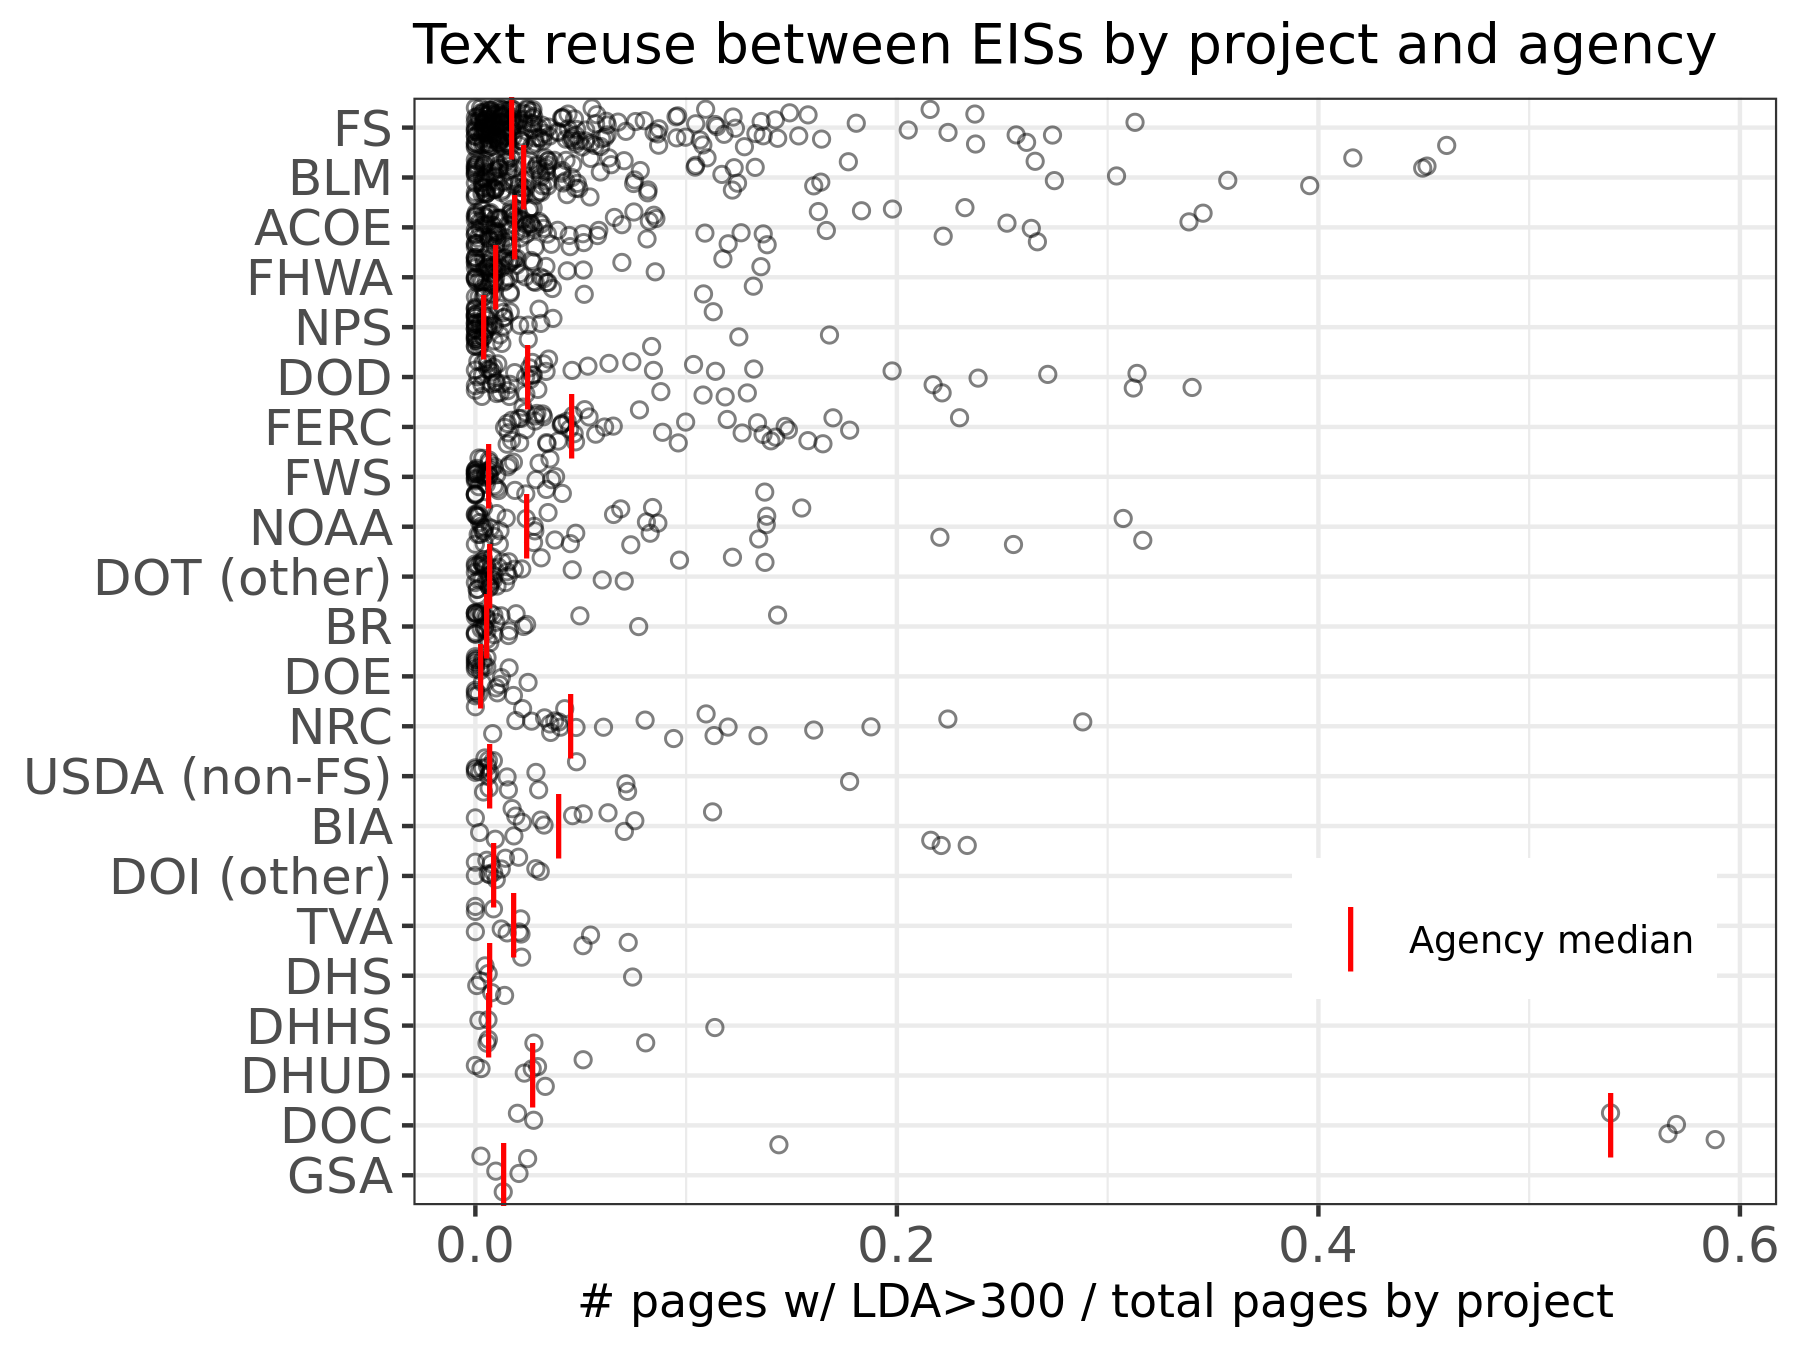 Text reuse between EISs by project and agency
FS
BLM
ACOE
FHWA
NPS
DOD
FERC
FWS
NOAA
DOT (other)
BR
DOE
NRC
USDA (non-FS)
BIA
DOI (other)
TVA
DHS
DHHS
DHUD
DOC
GSA
Agency median
0.0 0.2 0.4 0.6
# pages w/ LDA>300 / total pages by project